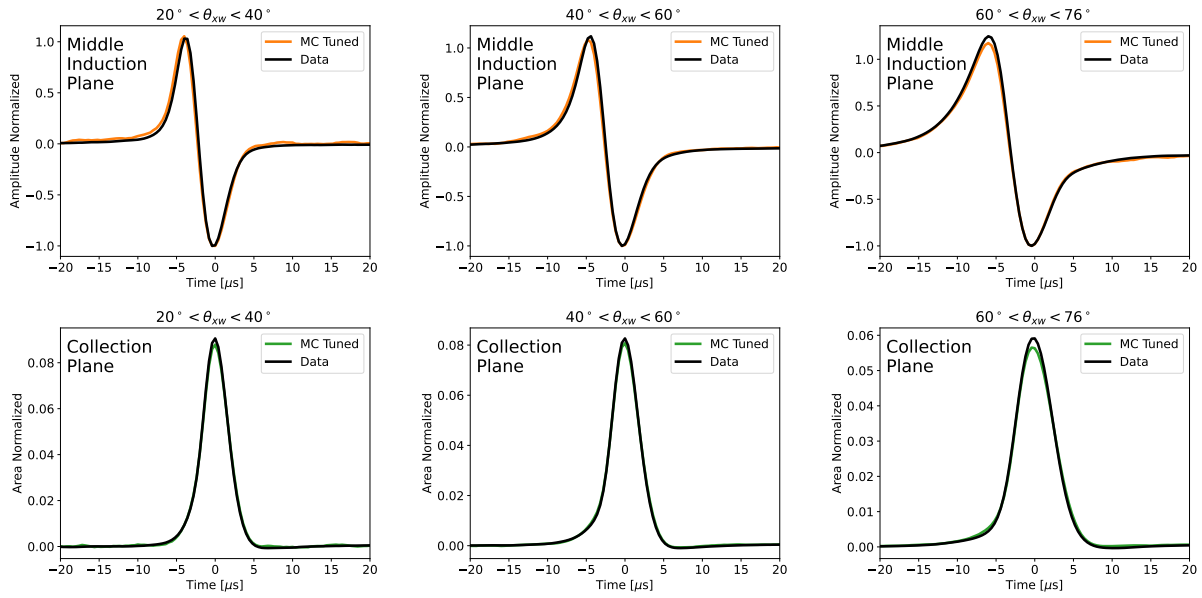 20° < θxw < 40°
Middle
Induction
Plane
MC Tuned
Data
Amplitude Normalized
1.0
0.5
0.0
−0.5
−1.0
−20 −15 −10 −5 0 5 10 15 20
Time [μs]
40° < θxw < 60°
Middle
Induction
Plane
MC Tuned
Data
Amplitude Normalized
1.0
0.5
0.0
−0.5
−1.0
−20 −15 −10 −5 0 5 10 15 20
Time [μs]
60° < θxw < 76°
Middle
Induction
Plane
MC Tuned
Data
Amplitude Normalized
1.0
0.5
0.0
−0.5
−1.0
−20 −15 −10 −5 0 5 10 15 20
Time [μs]
20° < θxw < 40°
Collection
Plane
MC Tuned
Data
Area Normalized
0.08
0.06
0.04
0.02
0.00
−20 −15 −10 −5 0 5 10 15 20
Time [μs]
40° < θxw < 60°
Collection
Plane
MC Tuned
Data
Area Normalized
0.08
0.06
0.04
0.02
0.00
−20 −15 −10 −5 0 5 10 15 20
Time [μs]
60° < θxw < 76°
Collection
Plane
MC Tuned
Data
Area Normalized
0.06
0.05
0.04
0.03
0.02
0.01
0.00
−20 −15 −10 −5 0 5 10 15 20
Time [μs]